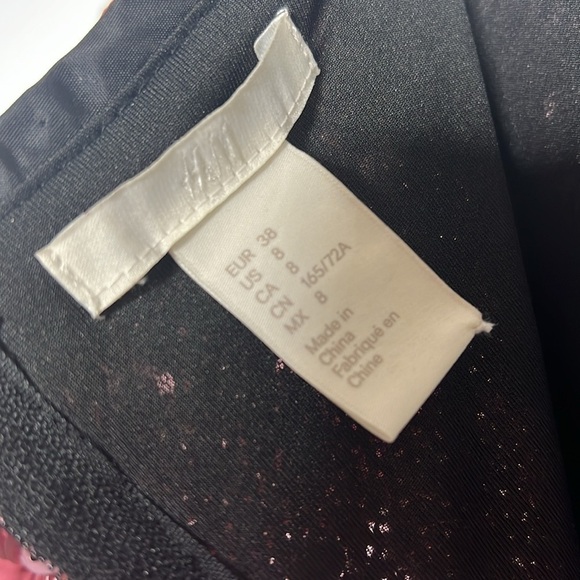 H&M
EUR 38
US 8
CA 8
CN 165/72A
MX 8
Made in
China
Fabriqué en
Chine